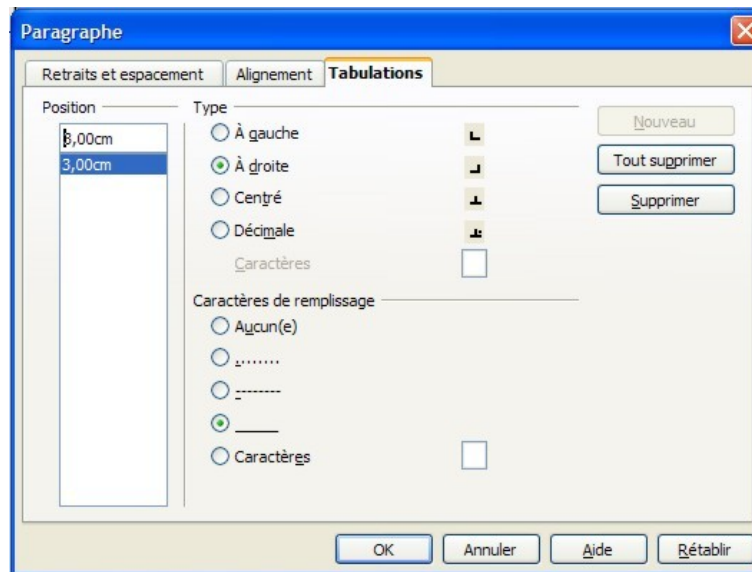 Paragraphe
Retraits et espacement
Alignement
Tabulations
Position
3,00cm
3,00cm
Type
À gauche
À droite
Centré
Décimale
Caractères
Caractères de remplissage
Aucun(e)
........
--------
_____
Caractères
Nouveau
Tout supprimer
Supprimer
OK
Annuler
Aide
Rétablir